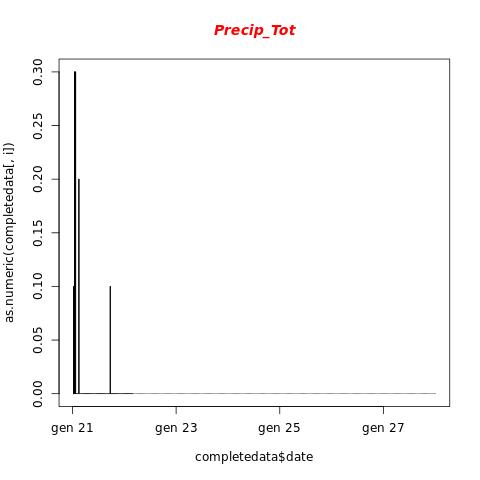 Precip_Tot
0.30
0.25
0.20
0.15
0.10
0.05
0.00
as.numeric(completedata[, i])
gen 21
gen 23
gen 25
gen 27
completedata$date